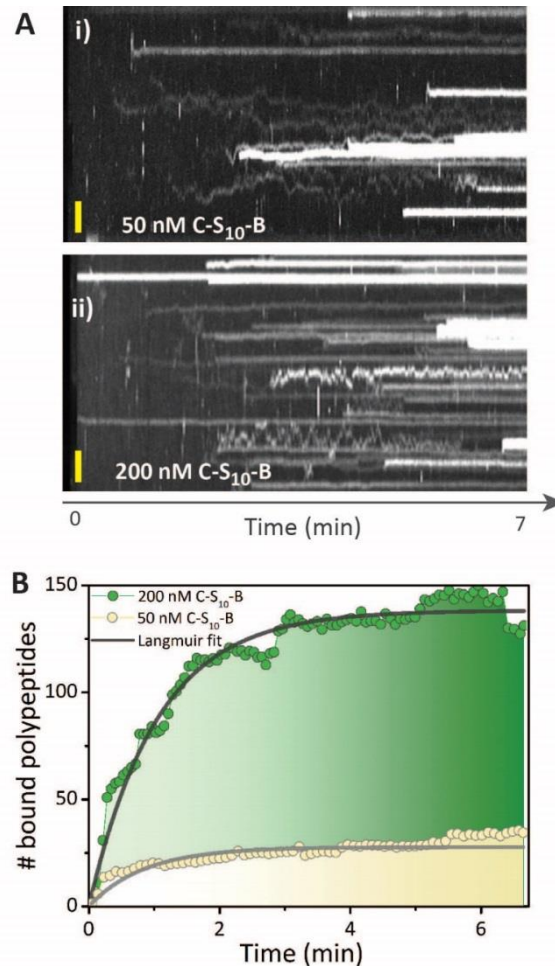 A
i)
50 nM C-S₁₀-B
ii)
200 nM C-S₁₀-B
0
7
Time (min)
B
150
200 nM C-S₁₀-B
50 nM C-S₁₀-B
Langmuir fit
100
50
0
# bound polypeptides
0 2 4 6
Time (min)